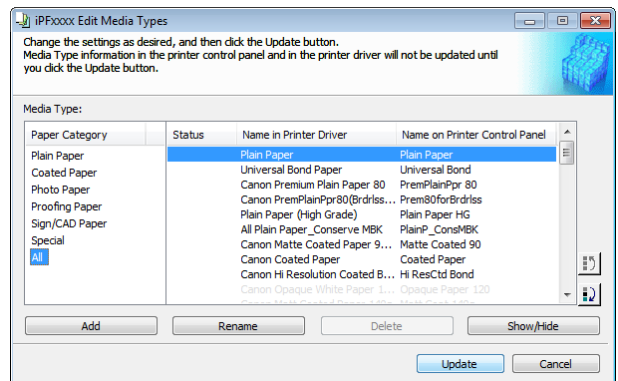 iPFxxxx Edit Media Types
Change the settings as desired, and then click the Update button.
Media Type information in the printer control panel and in the printer driver will not be updated until
you click the Update button.
Media Type:
Paper Category
Status Name in Printer Driver Name on Printer Control Panel
Plain Paper
Coated Paper
Photo Paper
Proofing Paper
Sign/CAD Paper
Special
All
Plain Paper Plain Paper
Universal Bond Paper Universal Bond
Canon Premium Plain Paper 80 PremPlainPpr 80
Canon PremPlainPpr80(Brdrlss... Prem80forBrdrlss
Plain Paper (High Grade) Plain Paper HG
All Plain Paper_Conserve MBK PlainP_ConsMBK
Canon Matte Coated Paper 9... Matte Coated 90
Canon Coated Paper Coated Paper
Canon Hi Resolution Coated B... Hi ResCtd Bond
Canon Opaque White Paper 1... Opaque Paper 120
Add Rename Delete Show/Hide
Update Cancel